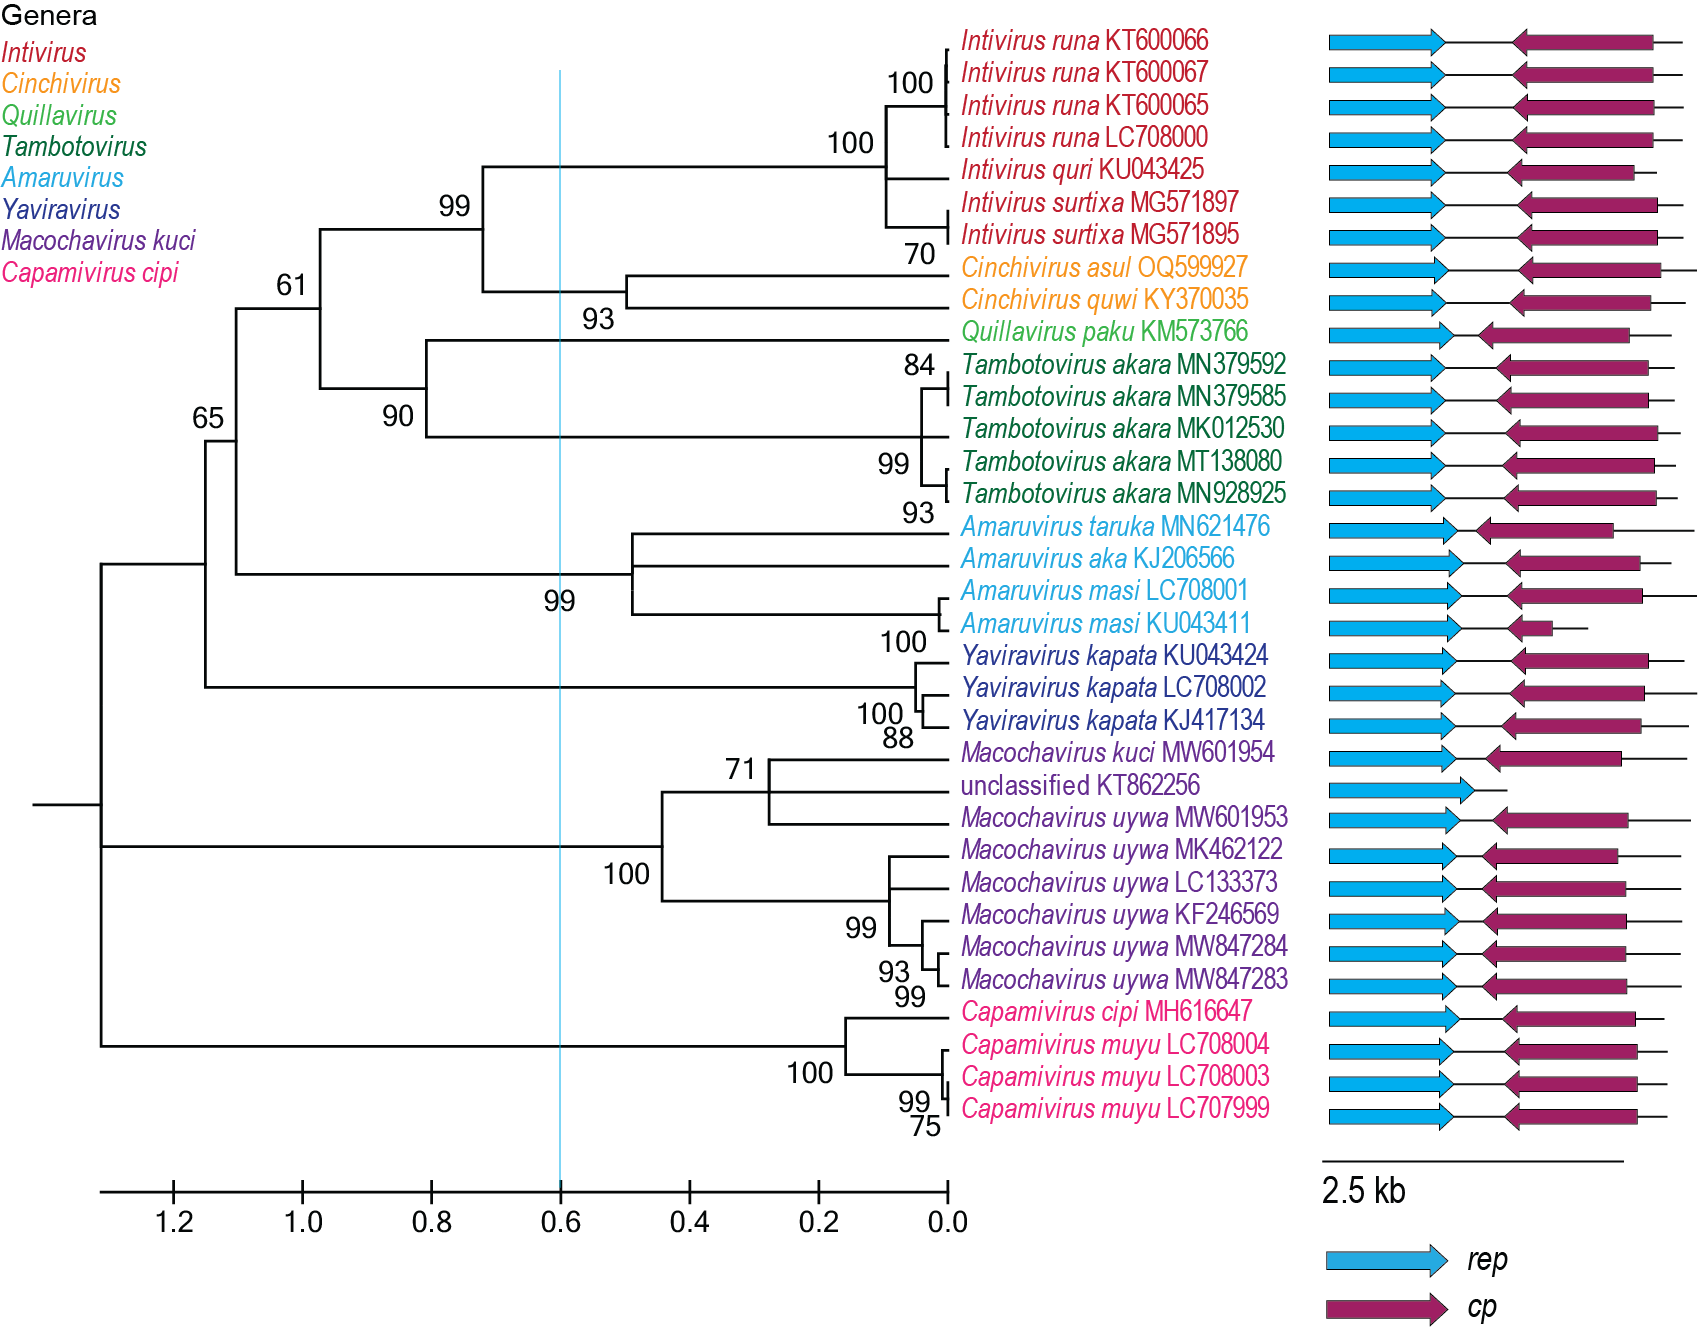 Genera
Intivirus
Cinchivirus
Quillavirus
Tambotovirus
Amaruvirus
Yaviravirus
Macochavirus kuci
Capamivirus cipi
Intivirus runa KT600066
Intivirus runa KT600067
100
Intivirus runa KT600065
Intivirus runa LC708000
100
Intivirus quri KU043425
Intivirus surtixa MG571897
99
Intivirus surtixa MG571895
70
Cinchivirus asul OQ599927
61
Cinchivirus quwi KY370035
93
Quillavirus paku KM573766
84
Tambotovirus akara MN379592
Tambotovirus akara MN379585
65
90
Tambotovirus akara MK012530
Tambotovirus akara MT138080
99
Tambotovirus akara MN928925
93
Amaruvirus taruka MN621476
Amaruvirus aka KJ206566
Amaruvirus masi LC708001
99
Amaruvirus masi KU043411
100
Yaviravirus kapata KU043424
Yaviravirus kapata LC708002
100
Yaviravirus kapata KJ417134
88
Macochavirus kuci MW601954
71
unclassified KT862256
Macochavirus uywa MW601953
Macochavirus uywa MK462122
100
Macochavirus uywa LC133373
Macochavirus uywa KF246569
99
Macochavirus uywa MW847284
93
Macochavirus uywa MW847283
99
Capamivirus cipi MH616647
Capamivirus muyu LC708004
100
Capamivirus muyu LC708003
99
Capamivirus muyu LC707999
75
1.2 1.0 0.8 0.6 0.4 0.2 0.0
2.5 kb
rep
cp